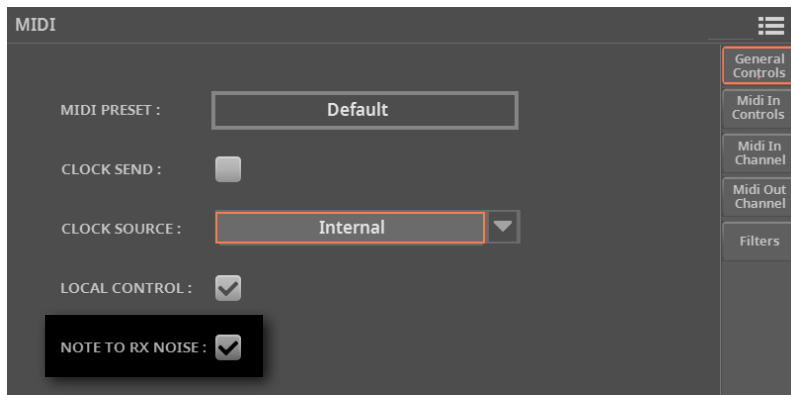 MIDI
General
Controls
MIDI PRESET :
Default
Midi In
Controls
CLOCK SEND :
Midi In
Channel
Midi Out
Channel
CLOCK SOURCE :
Internal
Filters
LOCAL CONTROL :
NOTE TO RX NOISE :